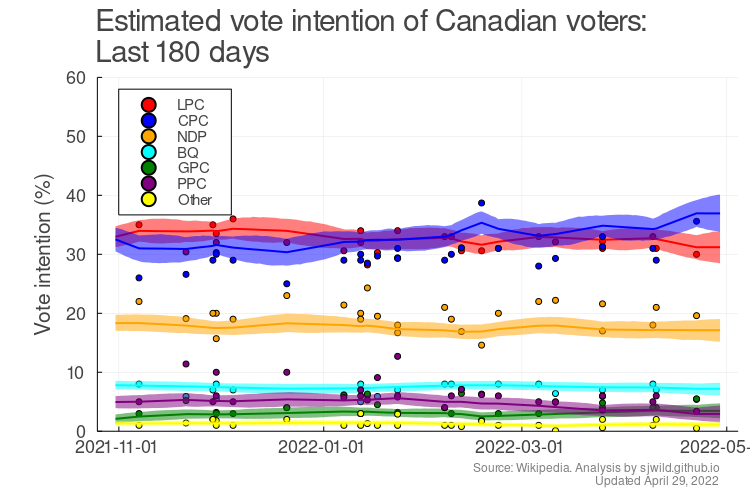 Estimated vote intention of Canadian voters:
Last 180 days
60
50
40
30
20
10
0
Vote intention (%)
LPC
CPC
NDP
BQ
GPC
PPC
Other
2021-11-01
2022-01-01
2022-03-01
2022-05-
Source: Wikipedia. Analysis by sjwild.github.io
Updated April 29, 2022